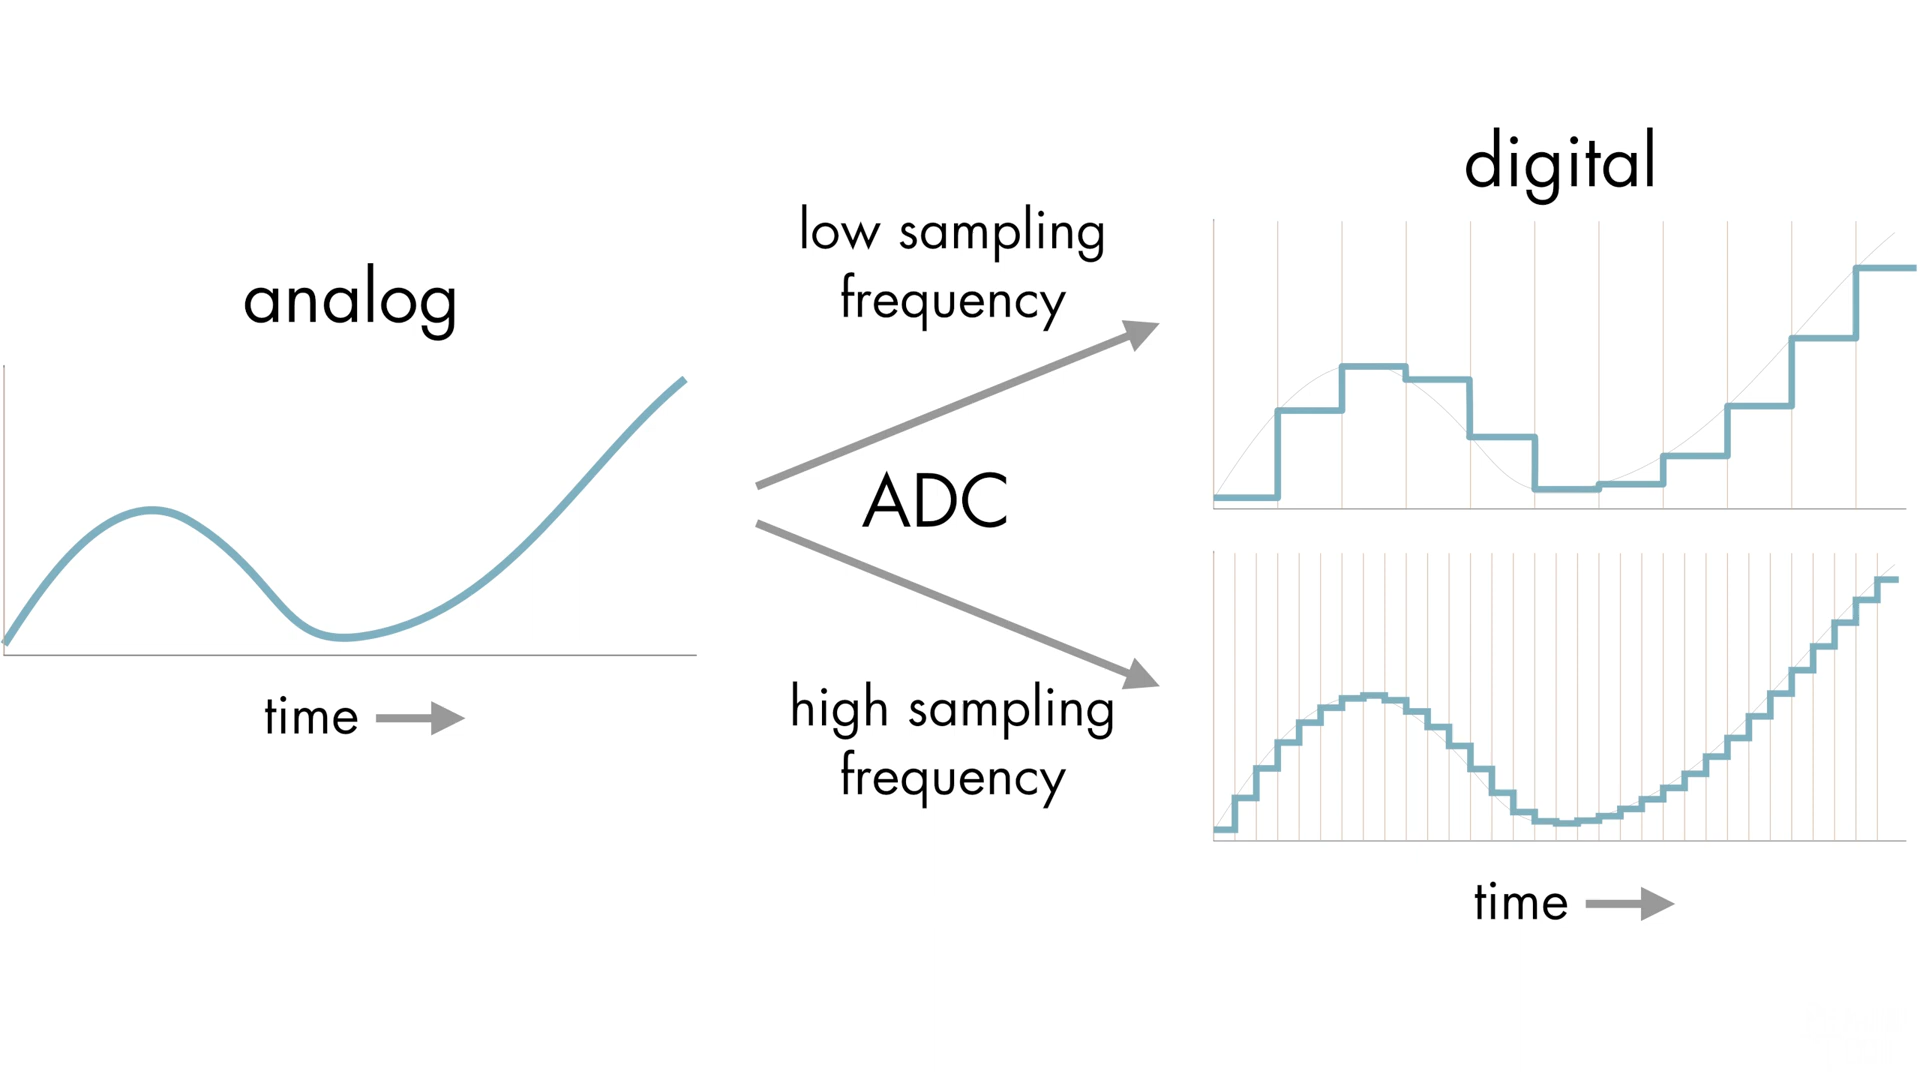 analog
time
low sampling
frequency
ADC
high sampling
frequency
digital
time